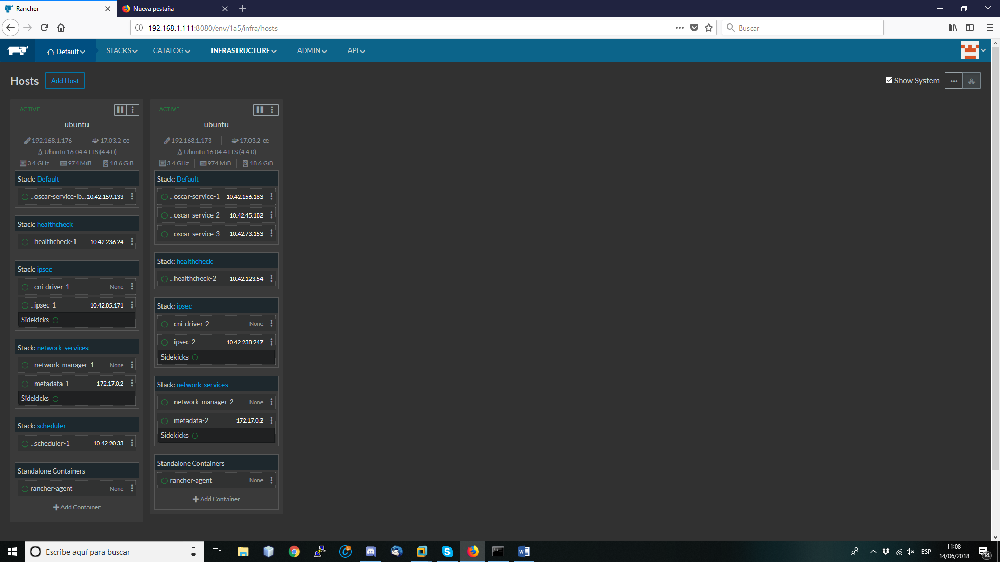 Rancher
Nueva pestaña
192.168.1.111:8080/env/1a5/infra/hosts
Buscar
Default
STACKS
CATALOG
INFRASTRUCTURE
ADMIN
API
Hosts
Add Host
Show System
ACTIVE
ubuntu
192.168.1.176
17.03.2-ce
Ubuntu 16.04.4 LTS (4.4.0)
3.4 GHz
974 MiB
18.6 GiB
Stack: Default
...oscar-service-lb... 10.42.159.133
Stack: healthcheck
...healthcheck-1 10.42.236.24
Stack: ipsec
...cni-driver-1 None
...ipsec-1 10.42.85.171
Sidekicks
Stack: network-services
...network-manager-1 None
...metadata-1 172.17.0.2
Sidekicks
Stack: scheduler
...scheduler-1 10.42.20.33
Standalone Containers
rancher-agent None
Add Container
ACTIVE
ubuntu
192.168.1.173
17.03.2-ce
Ubuntu 16.04.4 LTS (4.4.0)
3.4 GHz
974 MiB
18.6 GiB
Stack: Default
...oscar-service-1 10.42.156.183
...oscar-service-2 10.42.45.182
...oscar-service-3 10.42.73.153
Stack: healthcheck
...healthcheck-2 10.42.123.54
Stack: ipsec
...cni-driver-2 None
...ipsec-2 10.42.238.247
Sidekicks
Stack: network-services
...network-manager-2 None
...metadata-2 172.17.0.2
Sidekicks
Standalone Containers
rancher-agent None
Add Container
Escribe aquí para buscar
ESP
11:08
14/06/2018
14